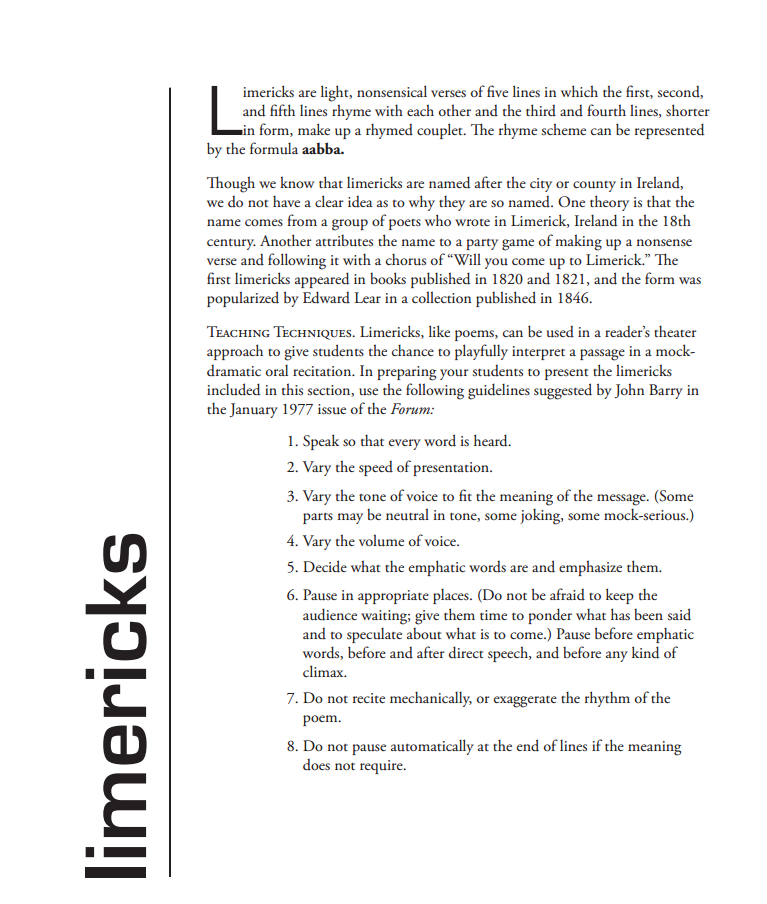 Limericks are light, nonsensical verses of five lines in which the first, second,
and fifth lines rhyme with each other and the third and fourth lines, shorter
in form, make up a rhymed couplet. The rhyme scheme can be represented
by the formula aabba.
Though we know that limericks are named after the city or county in Ireland,
we do not have a clear idea as to why they are so named. One theory is that the
name comes from a group of poets who wrote in Limerick, Ireland in the 18th
century. Another attributes the name to a party game of making up a nonsense
verse and following it with a chorus of “Will you come up to Limerick.” The
first limericks appeared in books published in 1820 and 1821, and the form was
popularized by Edward Lear in a collection published in 1846.
Teaching Techniques. Limericks, like poems, can be used in a reader’s theater
approach to give students the chance to playfully interpret a passage in a mock-
dramatic oral recitation. In preparing your students to present the limericks
included in this section, use the following guidelines suggested by John Barry in
the January 1977 issue of the Forum:
1. Speak so that every word is heard.
2. Vary the speed of presentation.
3. Vary the tone of voice to fit the meaning of the message. (Some
parts may be neutral in tone, some joking, some mock-serious.)
4. Vary the volume of voice.
5. Decide what the emphatic words are and emphasize them.
6. Pause in appropriate places. (Do not be afraid to keep the
audience waiting; give them time to ponder what has been said
and to speculate about what is to come.) Pause before emphatic
words, before and after direct speech, and before any kind of
climax.
7. Do not recite mechanically, or exaggerate the rhythm of the
poem.
8. Do not pause automatically at the end of lines if the meaning
does not require.
limericks